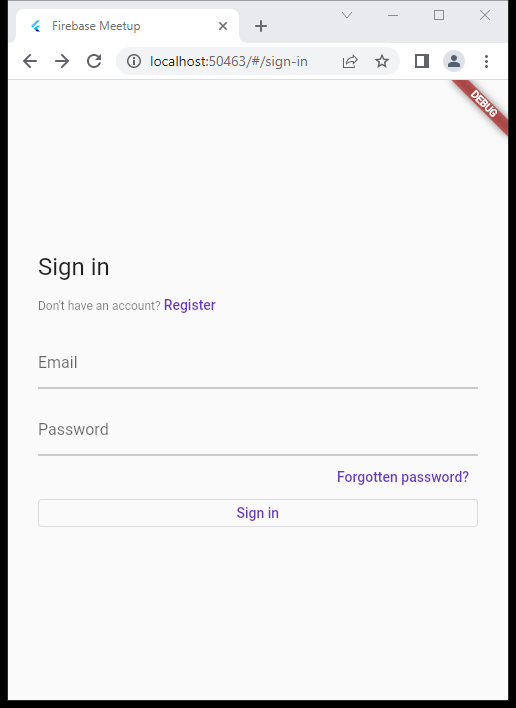 Firebase Meetup
localhost:50463/#/sign-in
DEBUG
Sign in
Don't have an account? Register
Email
Password
Forgotten password?
Sign in